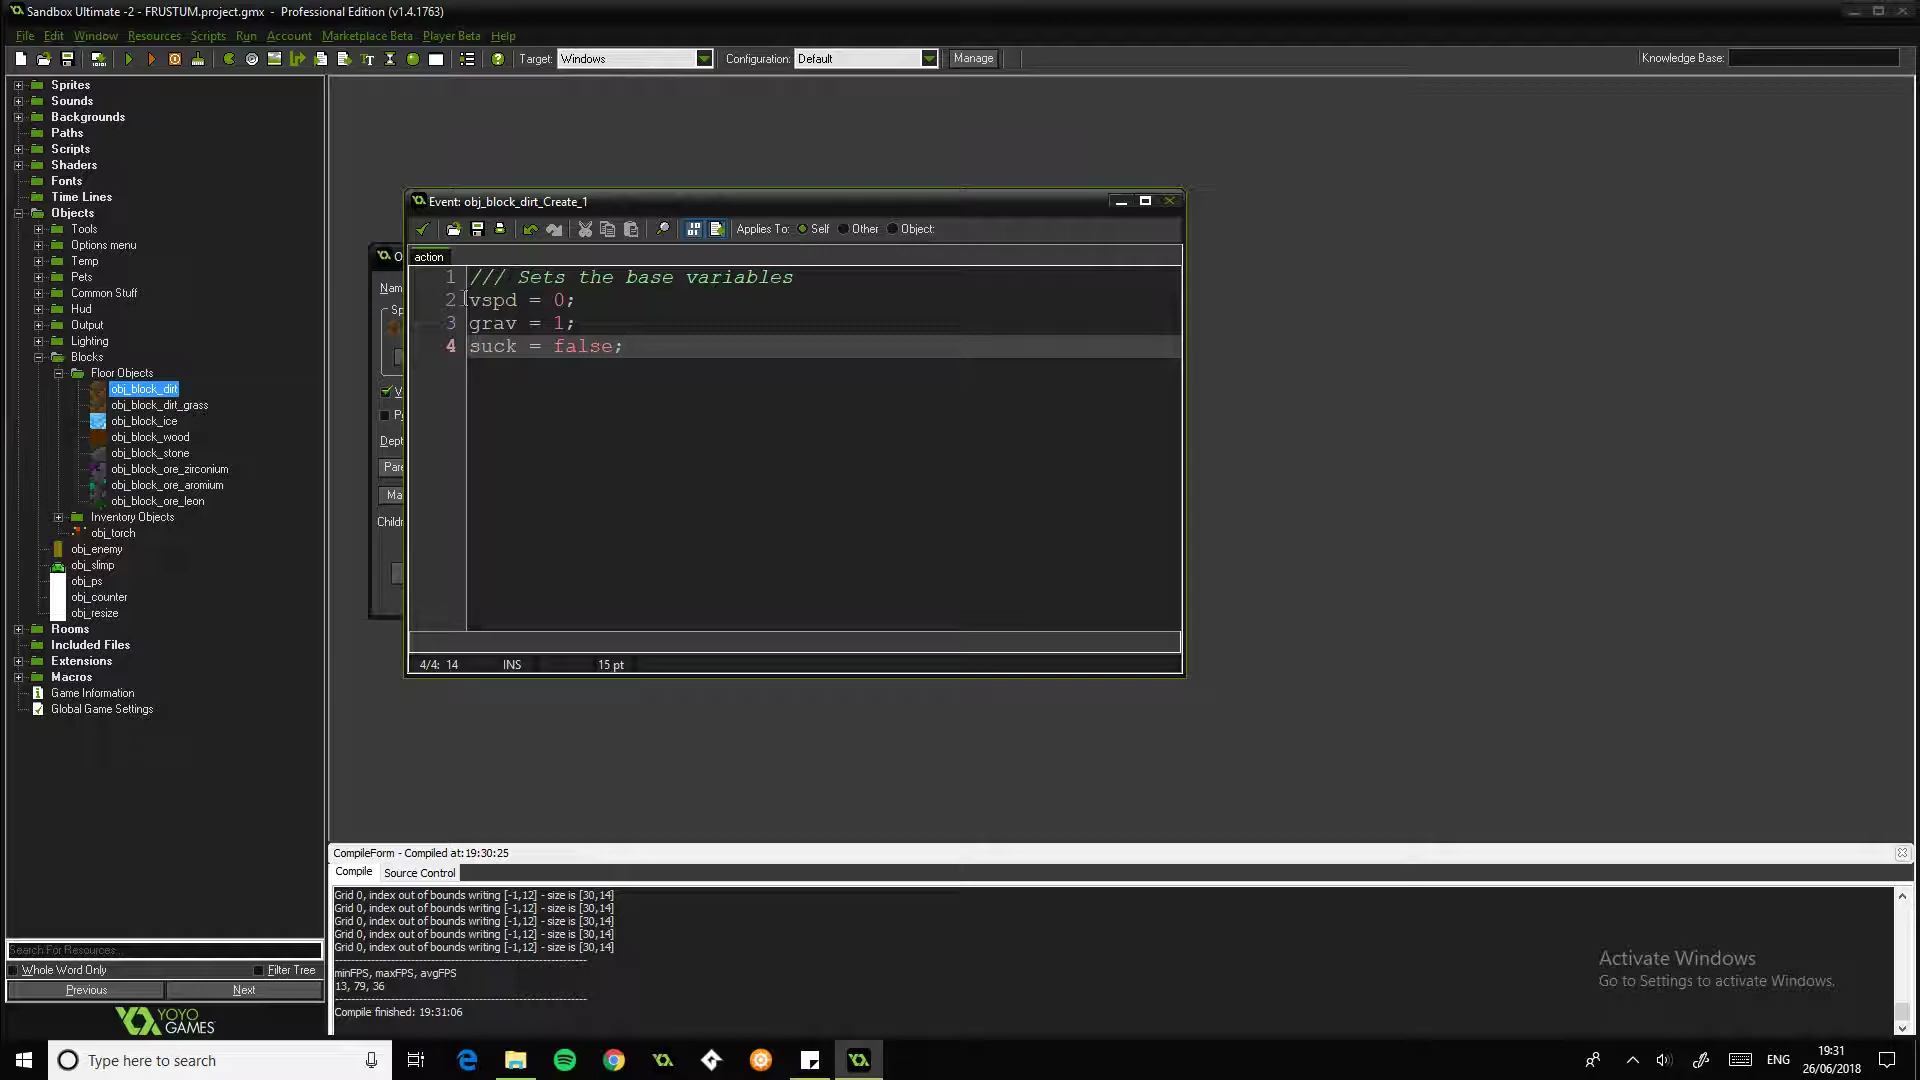 Sandbox Ultimate -2 - FRUSTUM.project.gmx - Professional Edition (v1.4.1763)
File Edit Window Resources Scripts Run Account Marketplace Beta Player Beta Help
Target: Windows Configuration: Default Manage Knowledge Base:
Sprites
Sounds
Backgrounds
Paths
Scripts
Shaders
Fonts
Time Lines
Objects
Tools
Options menu
Temp
Pets
Common Stuff
Hud
Output
Lighting
Blocks
Floor Objects
obj_block_dirt
obj_block_dirt_grass
obj_block_ice
obj_block_wood
obj_block_stone
obj_block_ore_zirconium
obj_block_ore_aromium
obj_block_ore_leon
Inventory Objects
obj_torch
obj_enemy
obj_slimp
obj_ps
obj_counter
obj_resize
Rooms
Included Files
Extensions
Macros
Game Information
Global Game Settings
Search For Resources...
Whole Word Only Filter Tree
Previous Next
YOYO
GAMES
O
Nam
Sp
V
P
Dept
Pare
Ma
Childr
Event: obj_block_dirt_Create_1
Applies To: Self Other Object:
action
1 /// Sets the base variables
2 vspd = 0;
3 grav = 1;
4 suck = false;
4/4: 14 INS 15 pt
CompileForm - Compiled at:19:30:25
Compile Source Control
Grid 0, index out of bounds writing [-1,12] - size is [30,14]
Grid 0, index out of bounds writing [-1,12] - size is [30,14]
Grid 0, index out of bounds writing [-1,12] - size is [30,14]
Grid 0, index out of bounds writing [-1,12] - size is [30,14]
Grid 0, index out of bounds writing [-1,12] - size is [30,14]
minFPS, maxFPS, avgFPS
13, 79, 36
Compile finished: 19:31:06
Activate Windows
Go to Settings to activate Windows.
Type here to search
ENG
19:31
26/06/2018